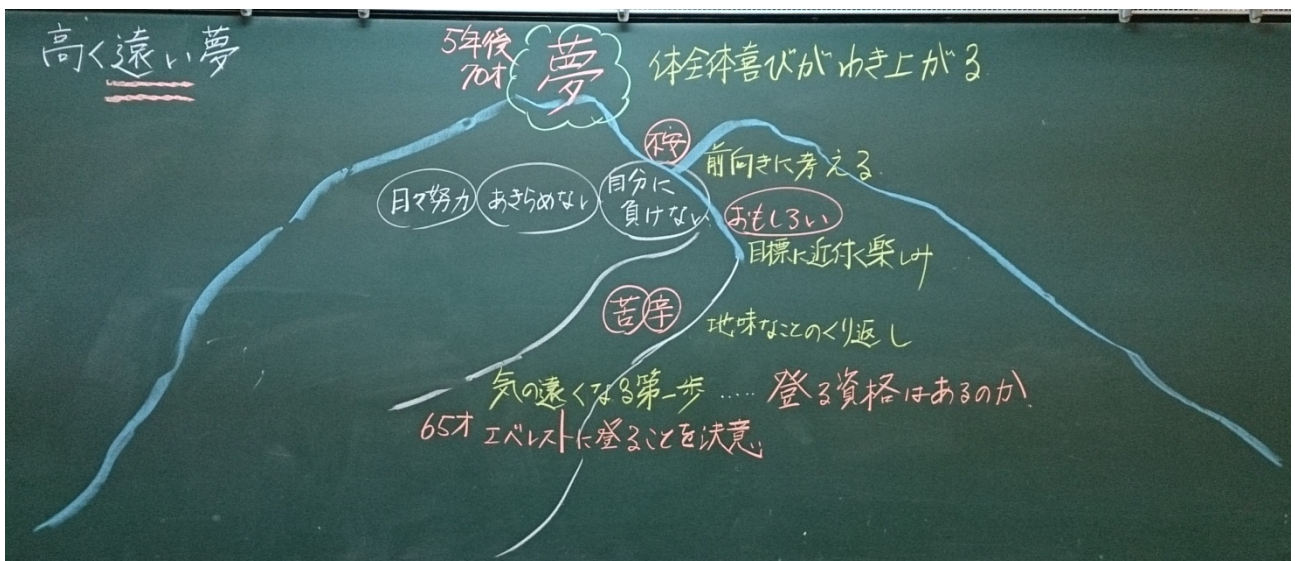 高く遠い夢
5年後
70才
夢
体全体喜びがわき上がる
不安
前向きに考える
日々努力
あきらめない
自分に
負けない
おもしろい
目標に近付く楽しみ
苦
辛
地味なことのくり返し
気の遠くなる第一歩 ‥‥ 登る資格はあるのか
65才 エベレストに登ることを決意